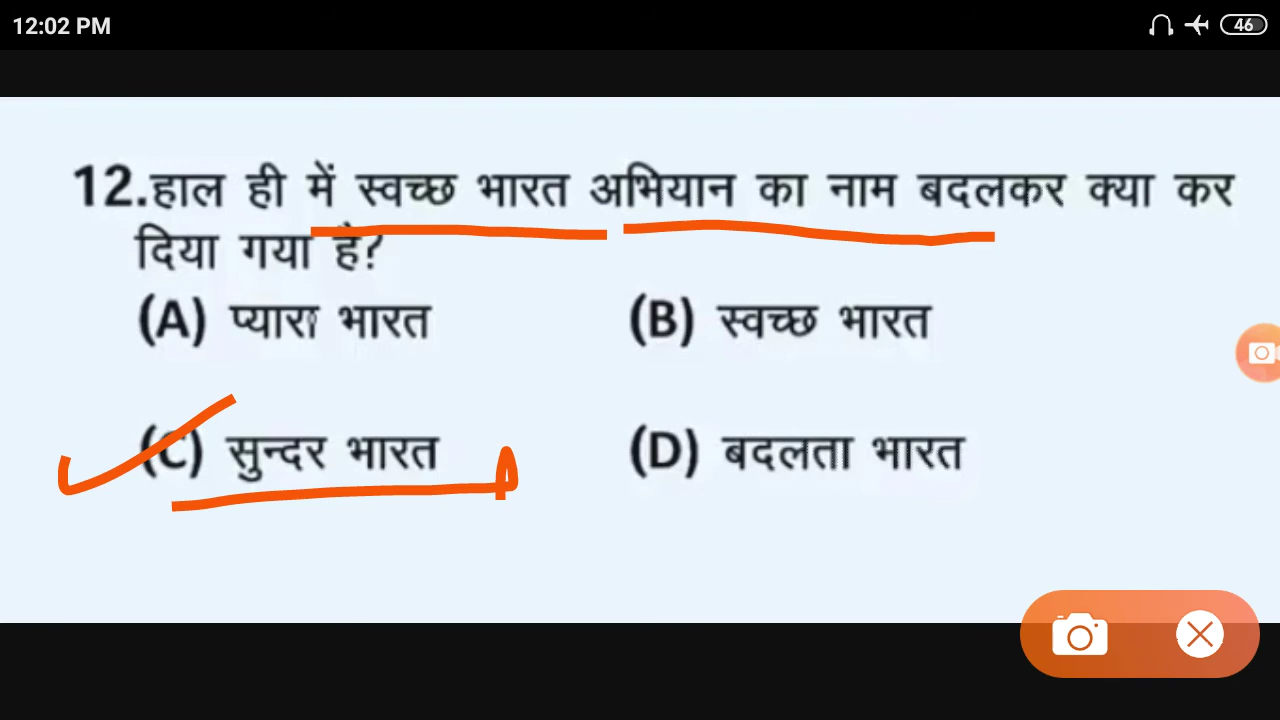 12:02 PM
46
12.हाल ही में स्वच्छ भारत अभियान का नाम बदलकर क्या कर
दिया गया है?
(A) प्यारा भारत
(B) स्वच्छ भारत
(C) सुन्दर भारत
(D) बदलता भारत